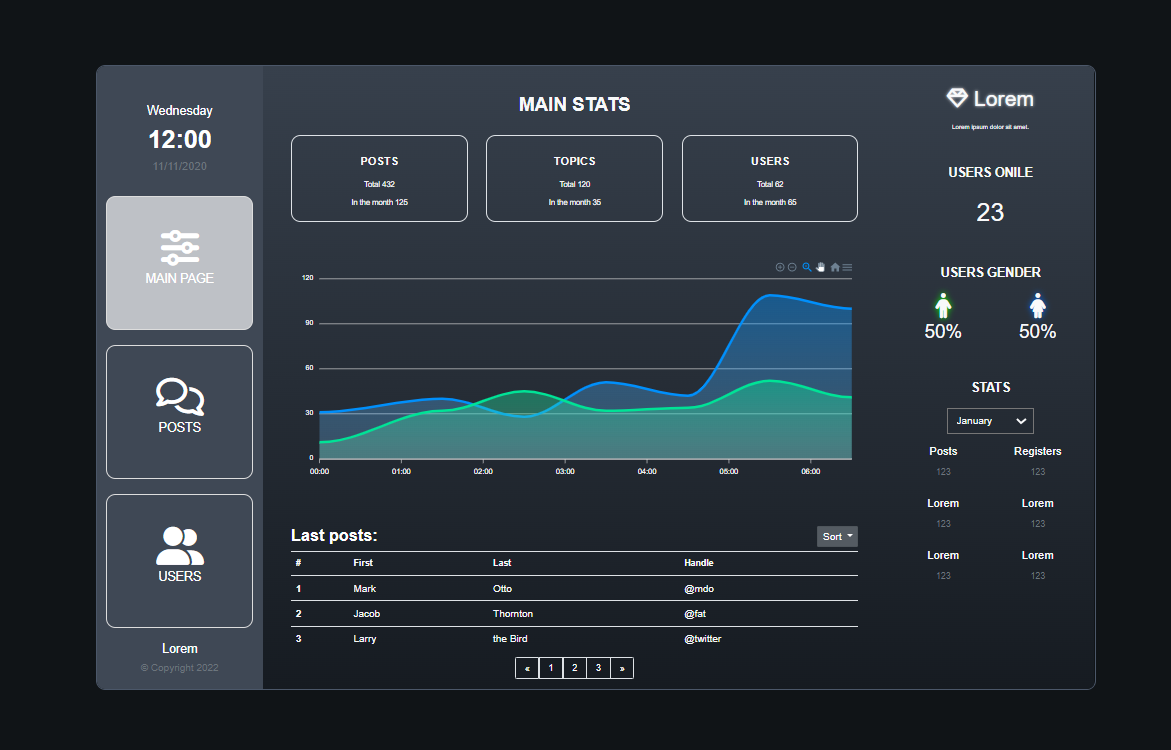 Wednesday
12:00
11/11/2020
MAIN PAGE
POSTS
USERS
Lorem
© Copyright 2022
MAIN STATS
POSTS
Total 432
In the month 125
TOPICS
Total 120
In the month 35
USERS
Total 62
In the month 65
120
90
60
30
0
00:00 01:00 02:00 03:00 04:00 05:00 06:00
Last posts:
Sort
# First Last Handle
1 Mark Otto @mdo
2 Jacob Thornton @fat
3 Larry the Bird @twitter
« 1 2 3 »
Lorem
Lorem ipsum dolor sit amet.
USERS ONILE
23
USERS GENDER
50% 50%
STATS
January
Posts Registers
123 123
Lorem Lorem
123 123
Lorem Lorem
123 123